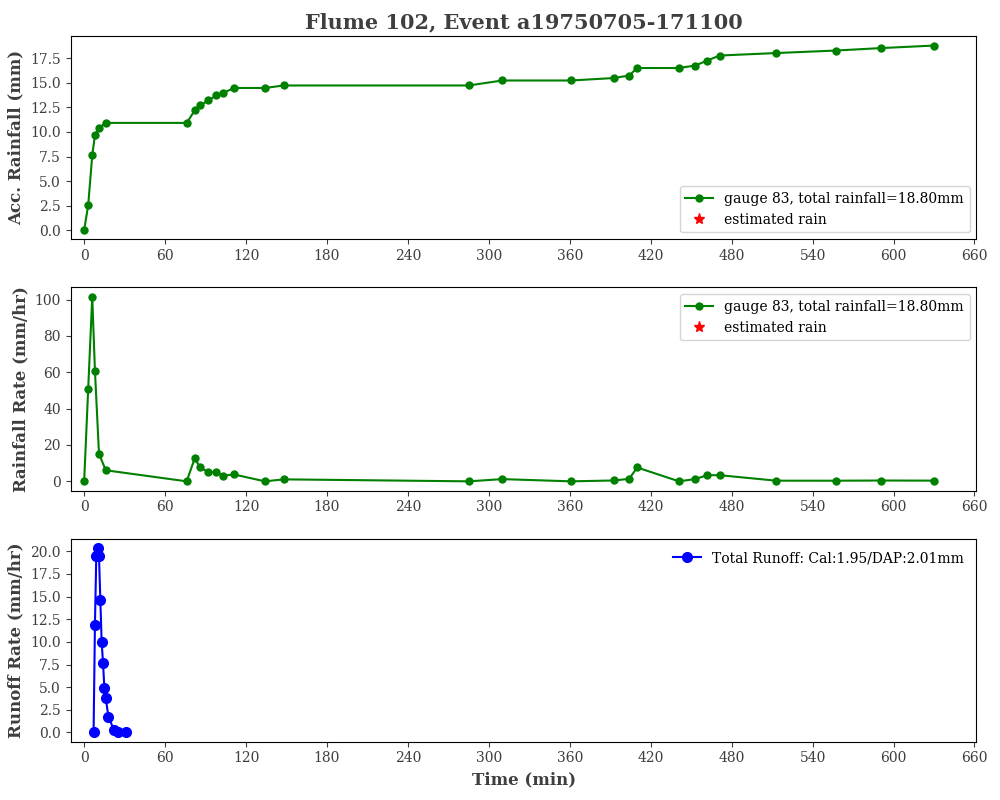 Flume 102, Event a19750705-171100
Acc. Rainfall (mm)
17.5
15.0
12.5
10.0
7.5
5.0
2.5
0.0
gauge 83, total rainfall=18.80mm
estimated rain
0 60 120 180 240 300 360 420 480 540 600 660
Rainfall Rate (mm/hr)
100
80
60
40
20
0
gauge 83, total rainfall=18.80mm
estimated rain
0 60 120 180 240 300 360 420 480 540 600 660
Runoff Rate (mm/hr)
20.0
17.5
15.0
12.5
10.0
7.5
5.0
2.5
0.0
Total Runoff: Cal:1.95/DAP:2.01mm
0 60 120 180 240 300 360 420 480 540 600 660
Time (min)